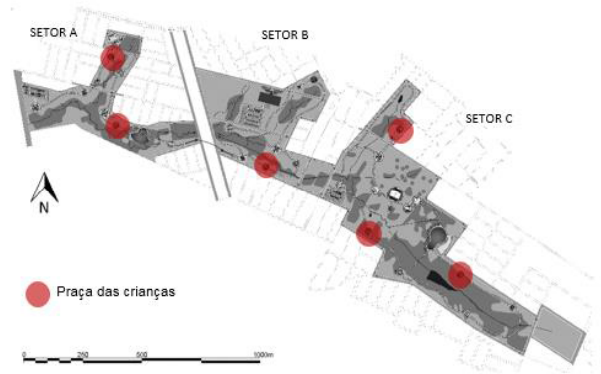 SETOR A
SETOR B
SETOR C
N
Praça das crianças
0 250 500 1000m